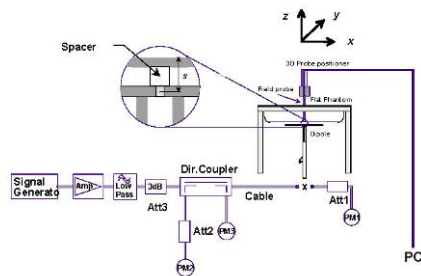 z
y
x
Spacer
s
3D Probe positioner
Field probe
Flat Phantom
Dipole
Dir.Coupler
Signal
Generato
Amp
Low
Pass
3dB
Att3
Cable
x
Att1
PM1
Att2
PM3
PM2
PC